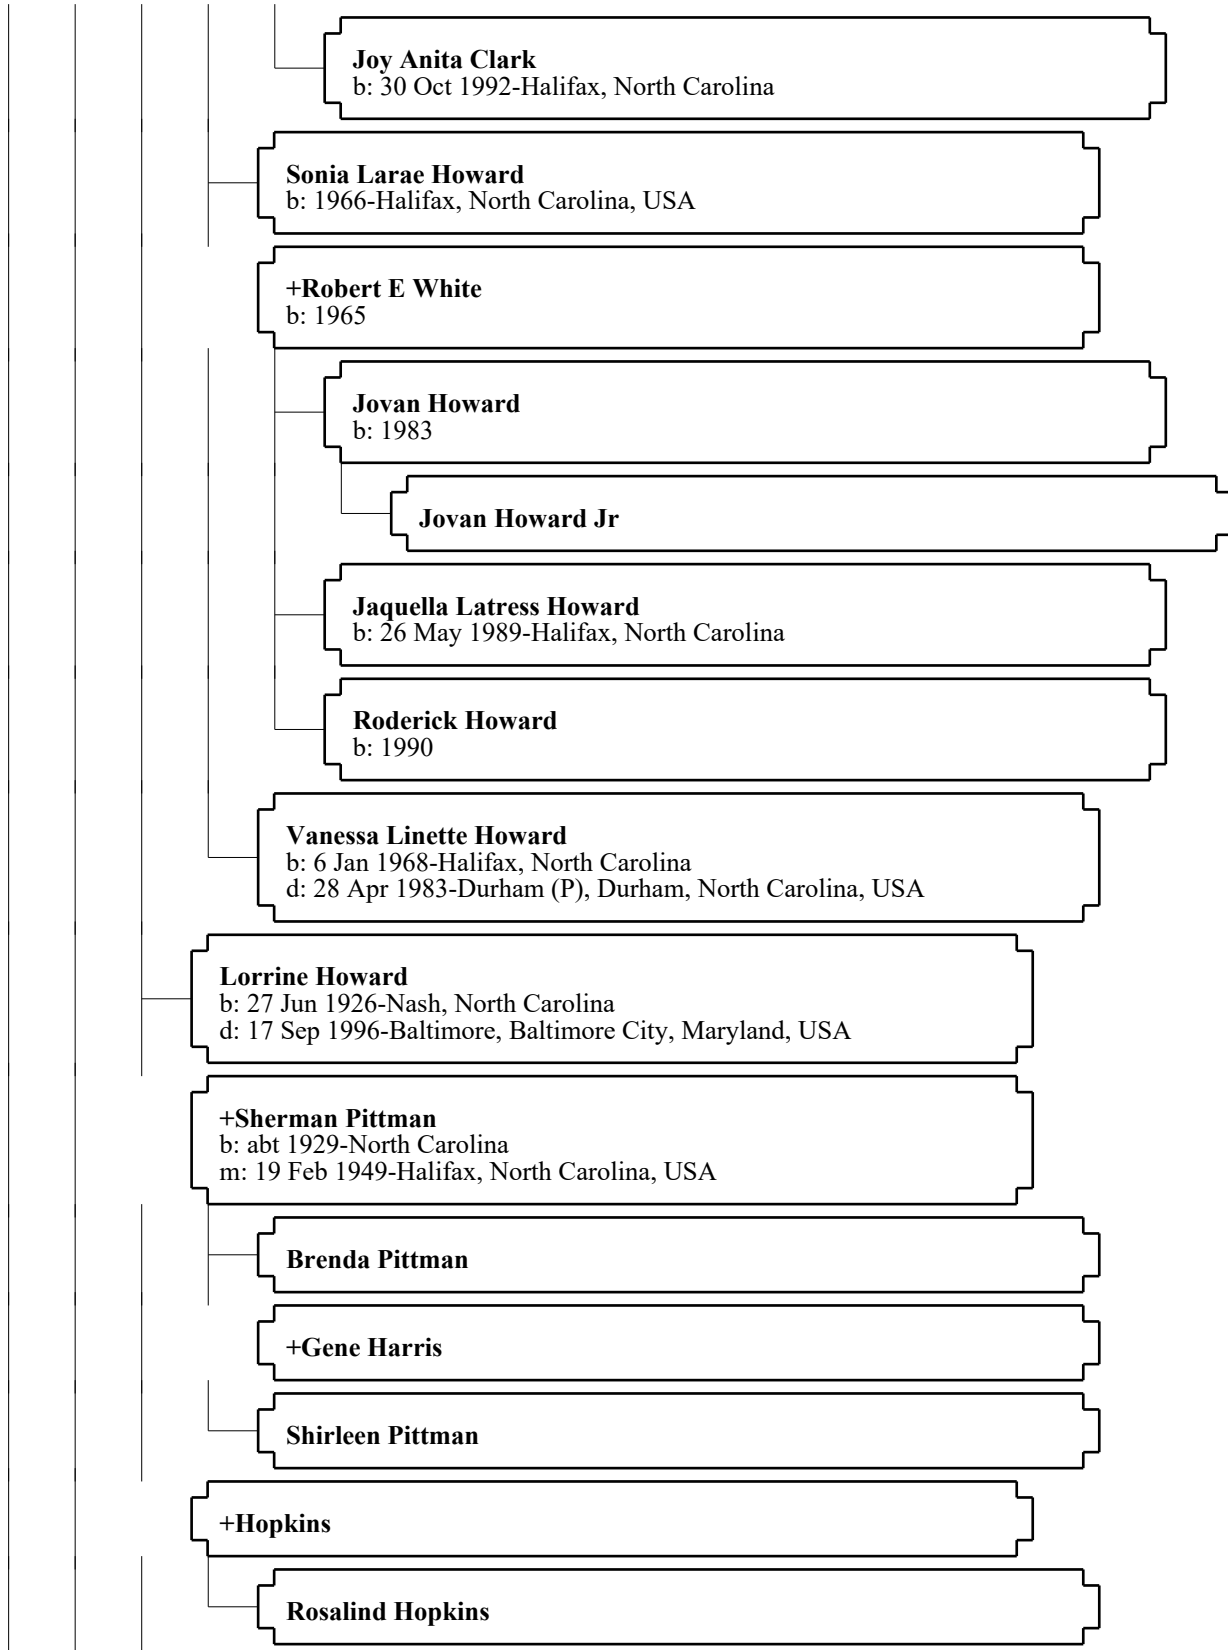 Joy Anita Clark
b: 30 Oct 1992-Halifax, North Carolina
Sonia Larae Howard
b: 1966-Halifax, North Carolina, USA
+Robert E White
b: 1965
Jovan Howard
b: 1983
Jovan Howard Jr
Jaquella Latress Howard
b: 26 May 1989-Halifax, North Carolina
Roderick Howard
b: 1990
Vanessa Linette Howard
b: 6 Jan 1968-Halifax, North Carolina
d: 28 Apr 1983-Durham (P), Durham, North Carolina, USA
Lorrine Howard
b: 27 Jun 1926-Nash, North Carolina
d: 17 Sep 1996-Baltimore, Baltimore City, Maryland, USA
+Sherman Pittman
b: abt 1929-North Carolina
m: 19 Feb 1949-Halifax, North Carolina, USA
Brenda Pittman
+Gene Harris
Shirleen Pittman
+Hopkins
Rosalind Hopkins